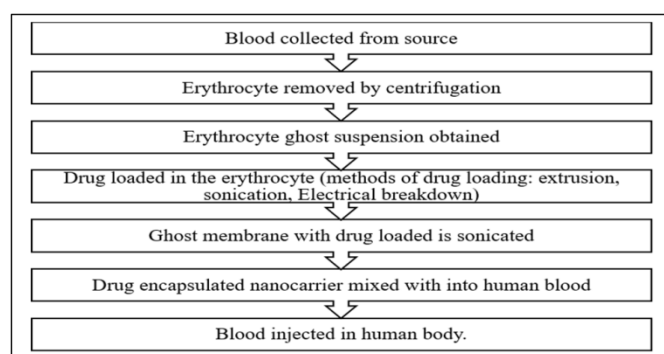 Blood collected from source
Erythrocyte removed by centrifugation
Erythrocyte ghost suspension obtained
Drug loaded in the erythrocyte (methods of drug loading: extrusion,
sonication, Electrical breakdown)
Ghost membrane with drug loaded is sonicated
Drug encapsulated nanocarrier mixed with into human blood
Blood injected in human body.